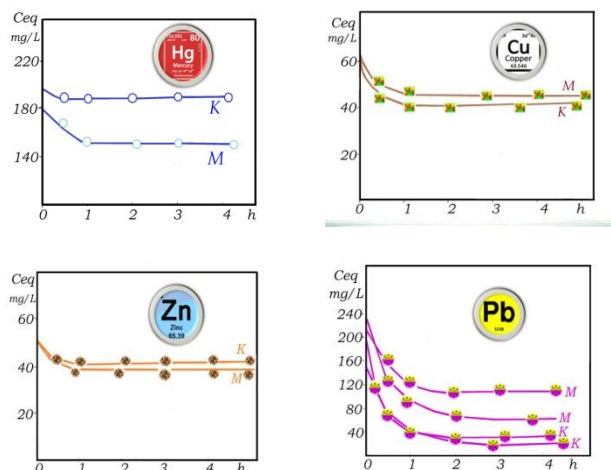 Ceq
mg/L
220
180
140
80
Hg
Mercury
K
M
0 1 2 3 4 h
Ceq
mg/L
60
40
20
Cu
Copper
63.546
M
K
0 1 2 3 4 h
Ceq
mg/L
60
40
20
Zn
Zinc
65.39
K
M
0 1 2 3 4 h
Ceq
mg/L
240
200
160
120
80
40
Pb
M
M
K
K
0 1 2 3 4 h